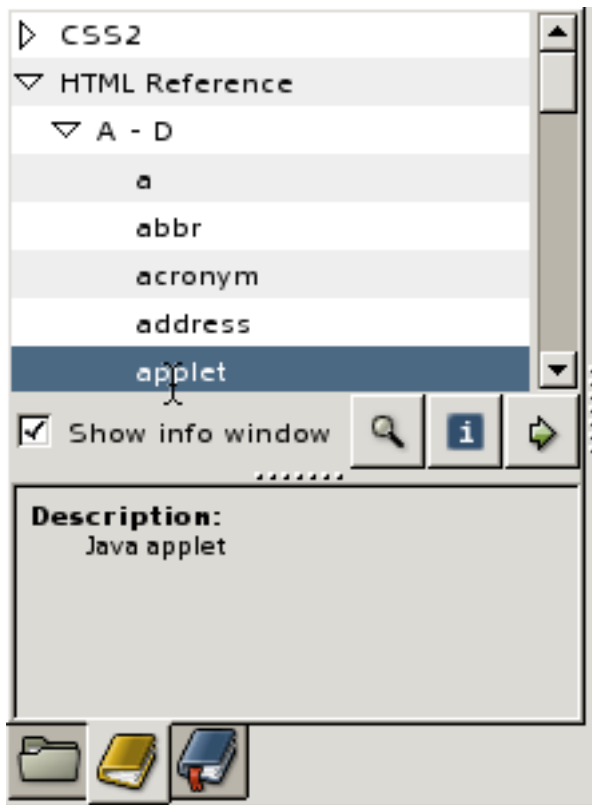 CSS2
HTML Reference
A - D
a
abbr
acronym
address
applet
Show info window
i
Description:
Java applet